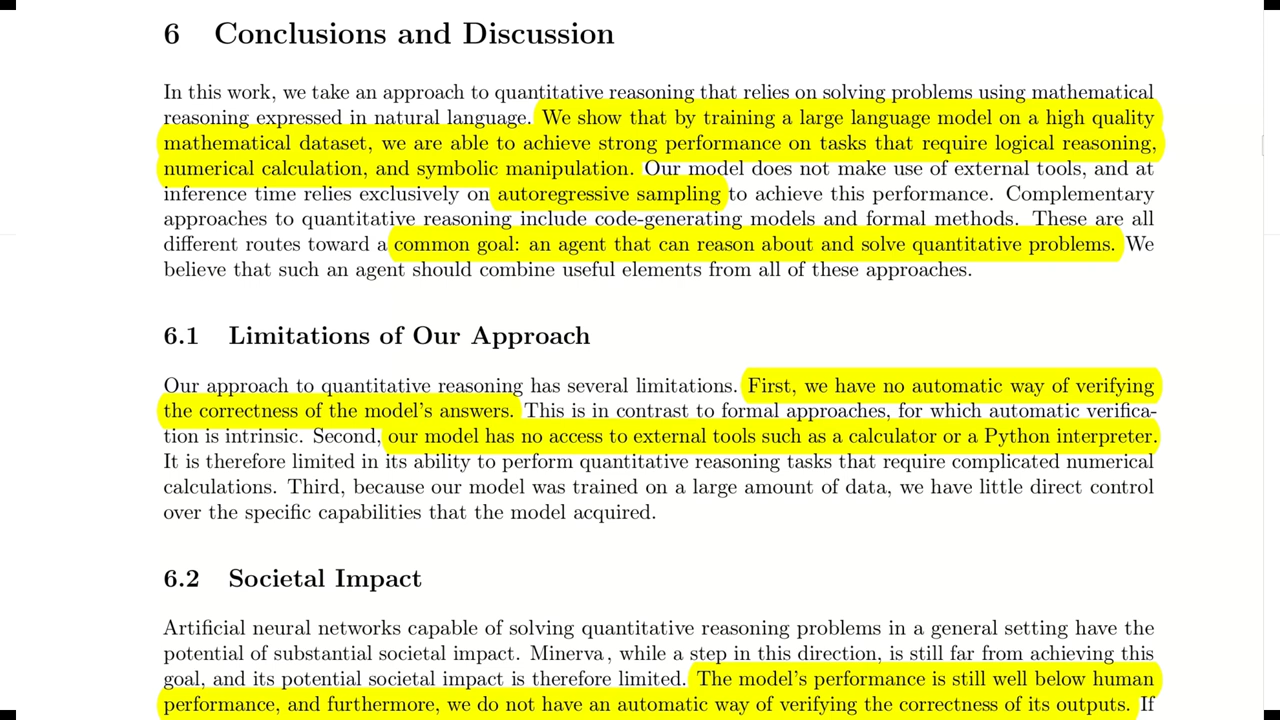 6 Conclusions and Discussion
In this work, we take an approach to quantitative reasoning that relies on solving problems using mathematical
reasoning expressed in natural language. We show that by training a large language model on a high quality
mathematical dataset, we are able to achieve strong performance on tasks that require logical reasoning,
numerical calculation, and symbolic manipulation. Our model does not make use of external tools, and at
inference time relies exclusively on autoregressive sampling to achieve this performance. Complementary
approaches to quantitative reasoning include code-generating models and formal methods. These are all
different routes toward a common goal: an agent that can reason about and solve quantitative problems. We
believe that such an agent should combine useful elements from all of these approaches.
6.1 Limitations of Our Approach
Our approach to quantitative reasoning has several limitations. First, we have no automatic way of verifying
the correctness of the model's answers. This is in contrast to formal approaches, for which automatic verifica-
tion is intrinsic. Second, our model has no access to external tools such as a calculator or a Python interpreter.
It is therefore limited in its ability to perform quantitative reasoning tasks that require complicated numerical
calculations. Third, because our model was trained on a large amount of data, we have little direct control
over the specific capabilities that the model acquired.
6.2 Societal Impact
Artificial neural networks capable of solving quantitative reasoning problems in a general setting have the
potential of substantial societal impact. Minerva, while a step in this direction, is still far from achieving this
goal, and its potential societal impact is therefore limited. The model's performance is still well below human
performance, and furthermore, we do not have an automatic way of verifying the correctness of its outputs. If